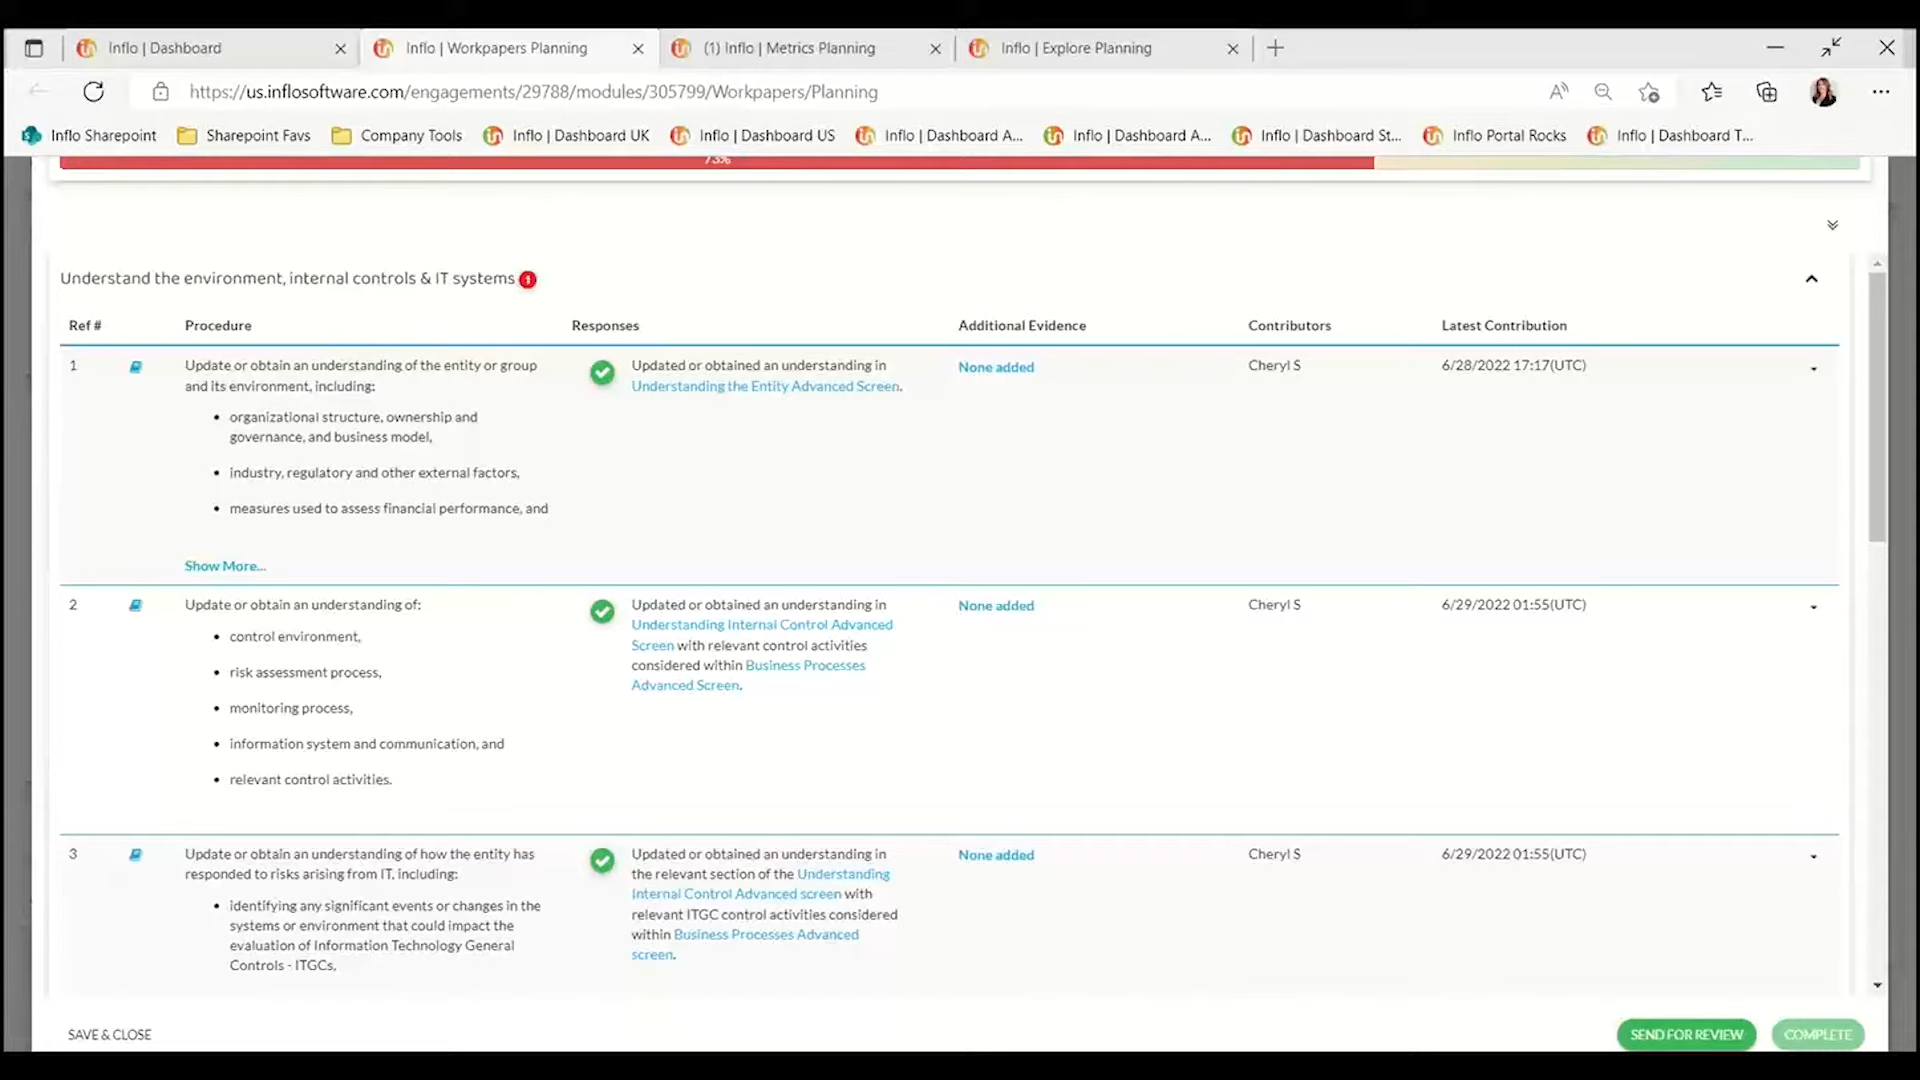 Inflo | Dashboard
Inflo | Workpapers Planning
(1) Inflo | Metrics Planning
Inflo | Explore Planning
https://us.inflosoftware.com/engagements/29788/modules/305799/Workpapers/Planning
Inflo Sharepoint
Sharepoint Favs
Company Tools
Inflo | Dashboard UK
Inflo | Dashboard US
Inflo | Dashboard A...
Inflo | Dashboard A...
Inflo | Dashboard St...
Inflo Portal Rocks
Inflo | Dashboard T...
73%
Understand the environment, internal controls & IT systems 1
Ref #
Procedure
Responses
Additional Evidence
Contributors
Latest Contribution
1
Update or obtain an understanding of the entity or group
and its environment, including:
• organizational structure, ownership and
governance, and business model,
• industry, regulatory and other external factors,
• measures used to assess financial performance, and
Show More...
Updated or obtained an understanding in
Understanding the Entity Advanced Screen.
None added
Cheryl S
6/28/2022 17:17(UTC)
2
Update or obtain an understanding of:
• control environment,
• risk assessment process,
• monitoring process,
• information system and communication, and
• relevant control activities.
Updated or obtained an understanding in
Understanding Internal Control Advanced
Screen with relevant control activities
considered within Business Processes
Advanced Screen.
None added
Cheryl S
6/29/2022 01:55(UTC)
3
Update or obtain an understanding of how the entity has
responded to risks arising from IT, including:
• identifying any significant events or changes in the
systems or environment that could impact the
evaluation of Information Technology General
Controls - ITGCs,
Updated or obtained an understanding in
the relevant section of the Understanding
Internal Control Advanced screen with
relevant ITGC control activities considered
within Business Processes Advanced
screen.
None added
Cheryl S
6/29/2022 01:55(UTC)
SAVE & CLOSE
SEND FOR REVIEW
COMPLETE